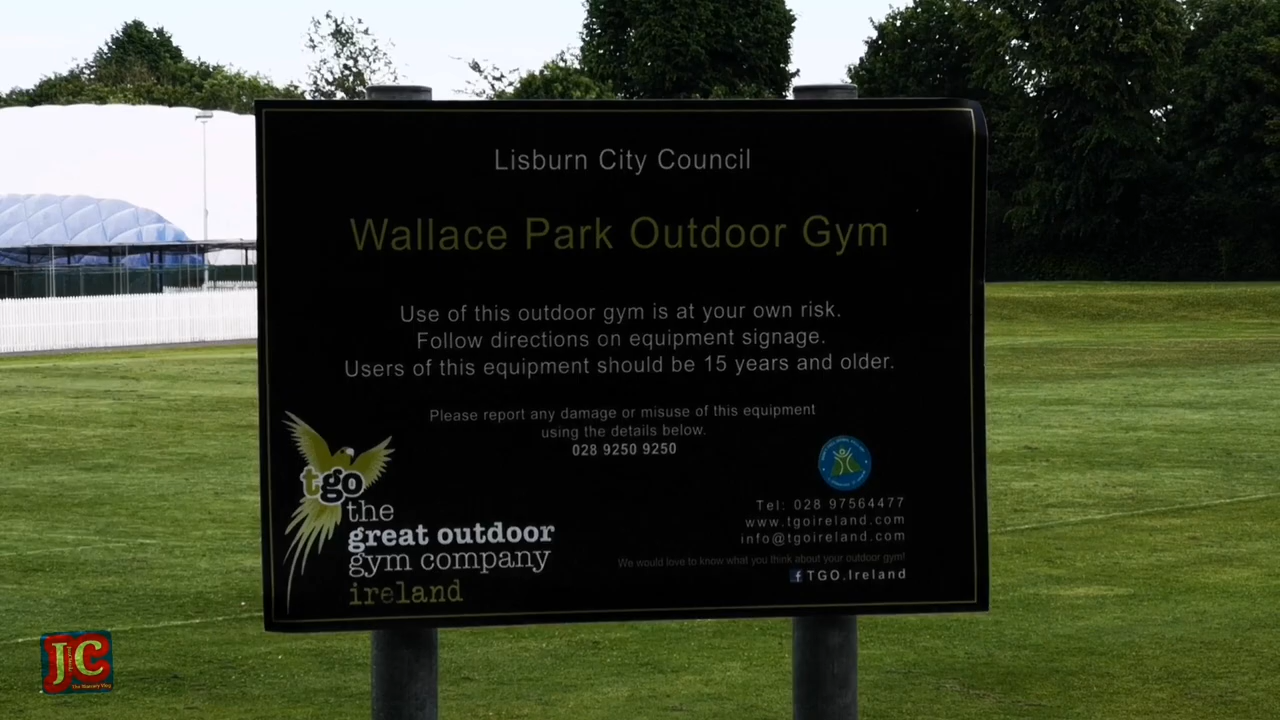 Lisburn City Council
Wallace Park Outdoor Gym
Use of this outdoor gym is at your own risk.
Follow directions on equipment signage.
Users of this equipment should be 15 years and older.
Please report any damage or misuse of this equipment
using the details below.
028 9250 9250
tgo
the
great outdoor
gym company
ireland
Tel: 028 97564477
www.tgoireland.com
info@tgoireland.com
We would love to know what you think about your outdoor gym!
f TGO.Ireland
JC